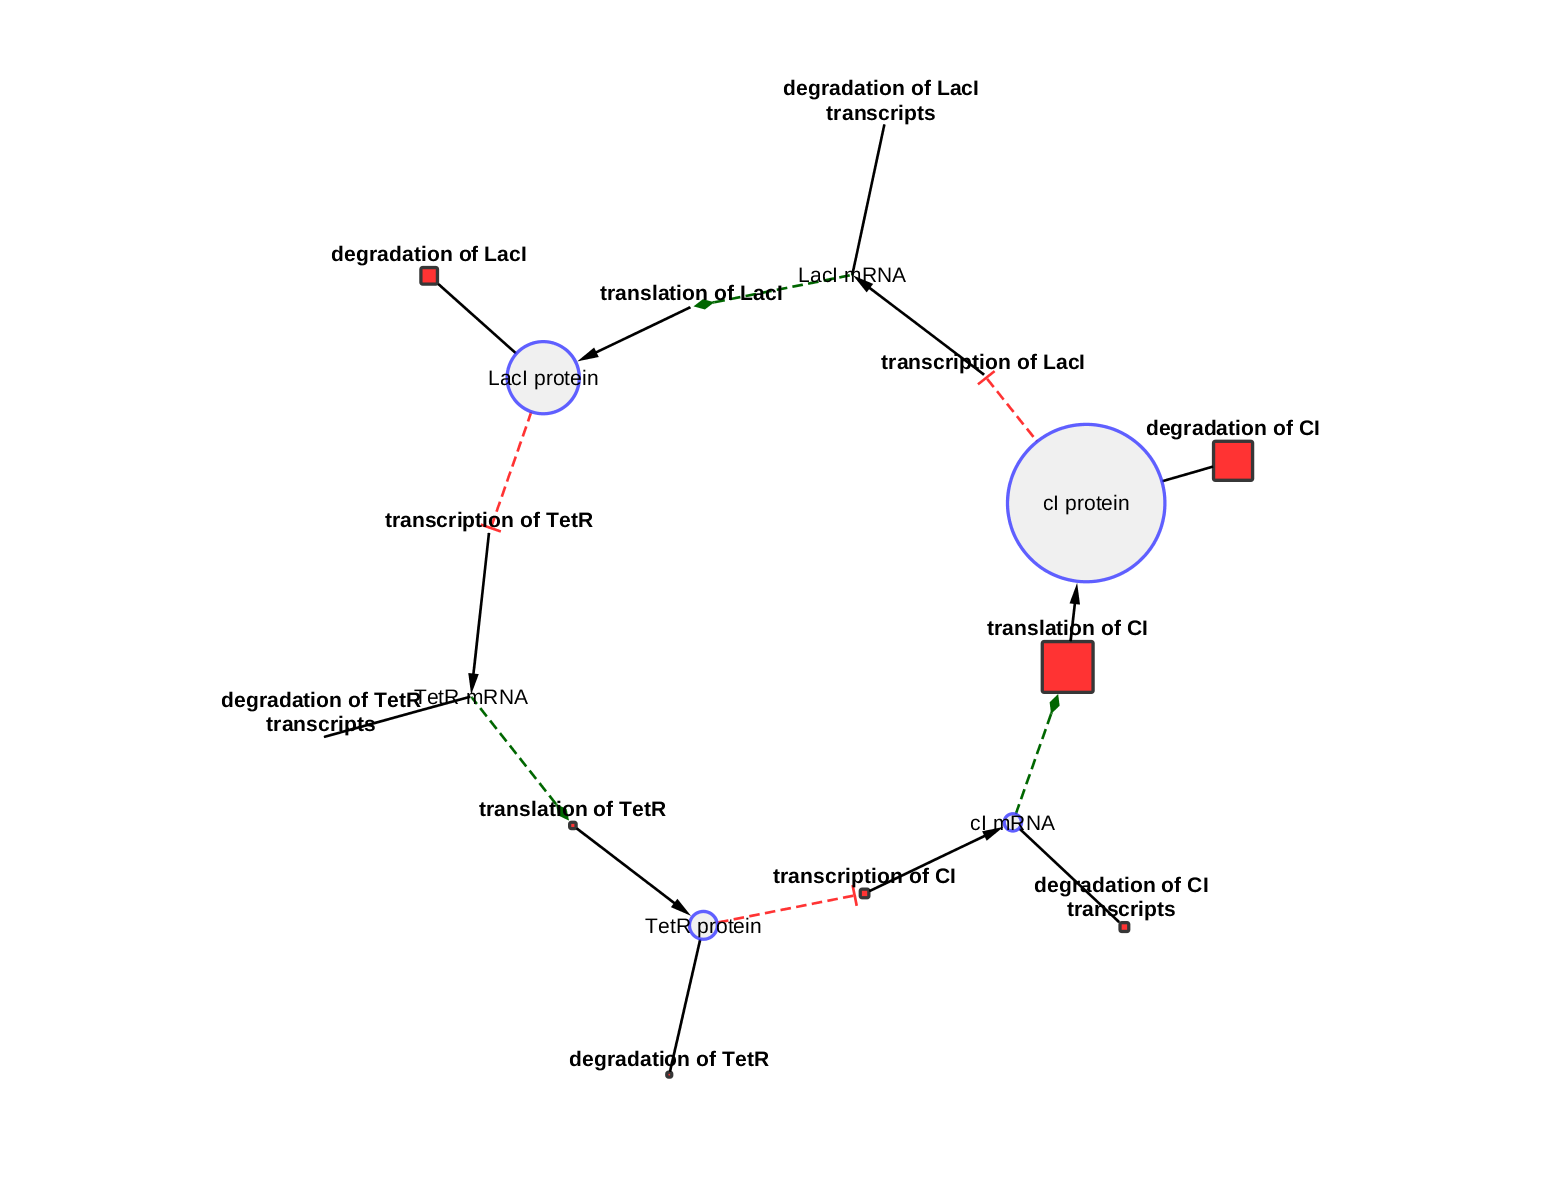 degradation of LacI
transcripts
degradation of LacI
LacI mRNA
translation of LacI
transcription of LacI
LacI protein
degradation of CI
cI protein
transcription of TetR
translation of CI
degradation of TetR
transcripts
TetR mRNA
translation of TetR
cI mRNA
transcription of CI
degradation of CI
transcripts
TetR protein
degradation of TetR